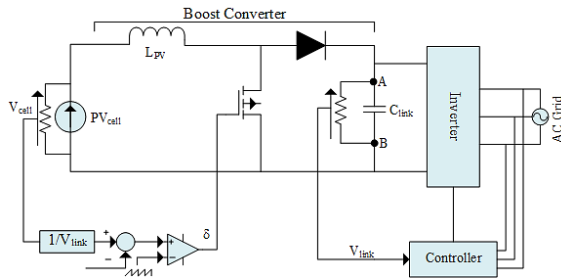 Boost Converter
L_PV
A
V_cell
PV_cell
C_link
B
Inverter
AC Grid
δ
1/V_link
+
−
+
−
V_link
Controller